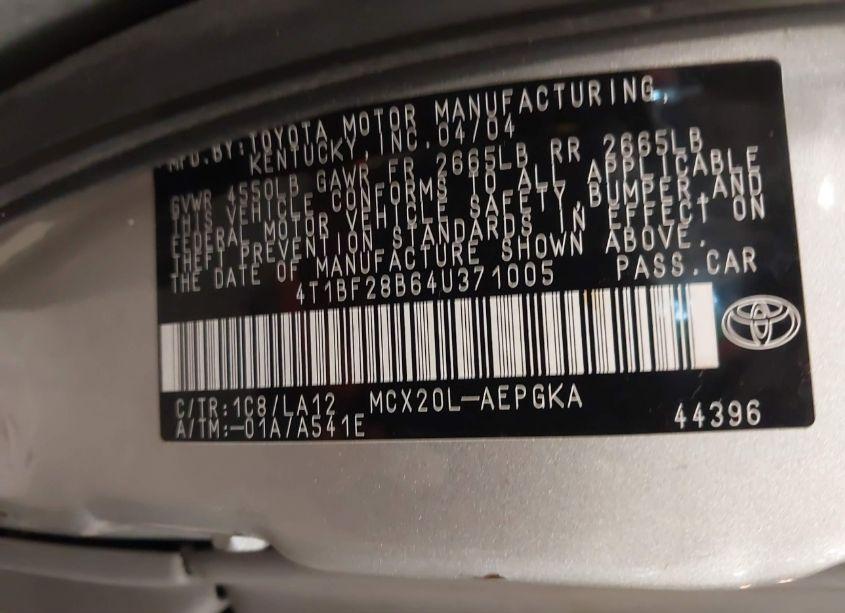 MFD.BY:TOYOTA MOTOR MANUFACTURING,
KENTUCKY, INC. 04/04
GVWR 4550LB GAWR FR 2665LB RR 2665LB
THIS VEHICLE CONFORMS TO ALL APPLICABLE
FEDERAL MOTOR VEHICLE SAFETY, BUMPER AND
THEFT PREVENTION STANDARDS IN EFFECT ON
THE DATE OF MANUFACTURE SHOWN ABOVE.
4T1BF28B64U371005 PASS.CAR
C/TR:1C8/LA12 MCX20L-AEPGKA
A/TM:-01A/A541E 44396